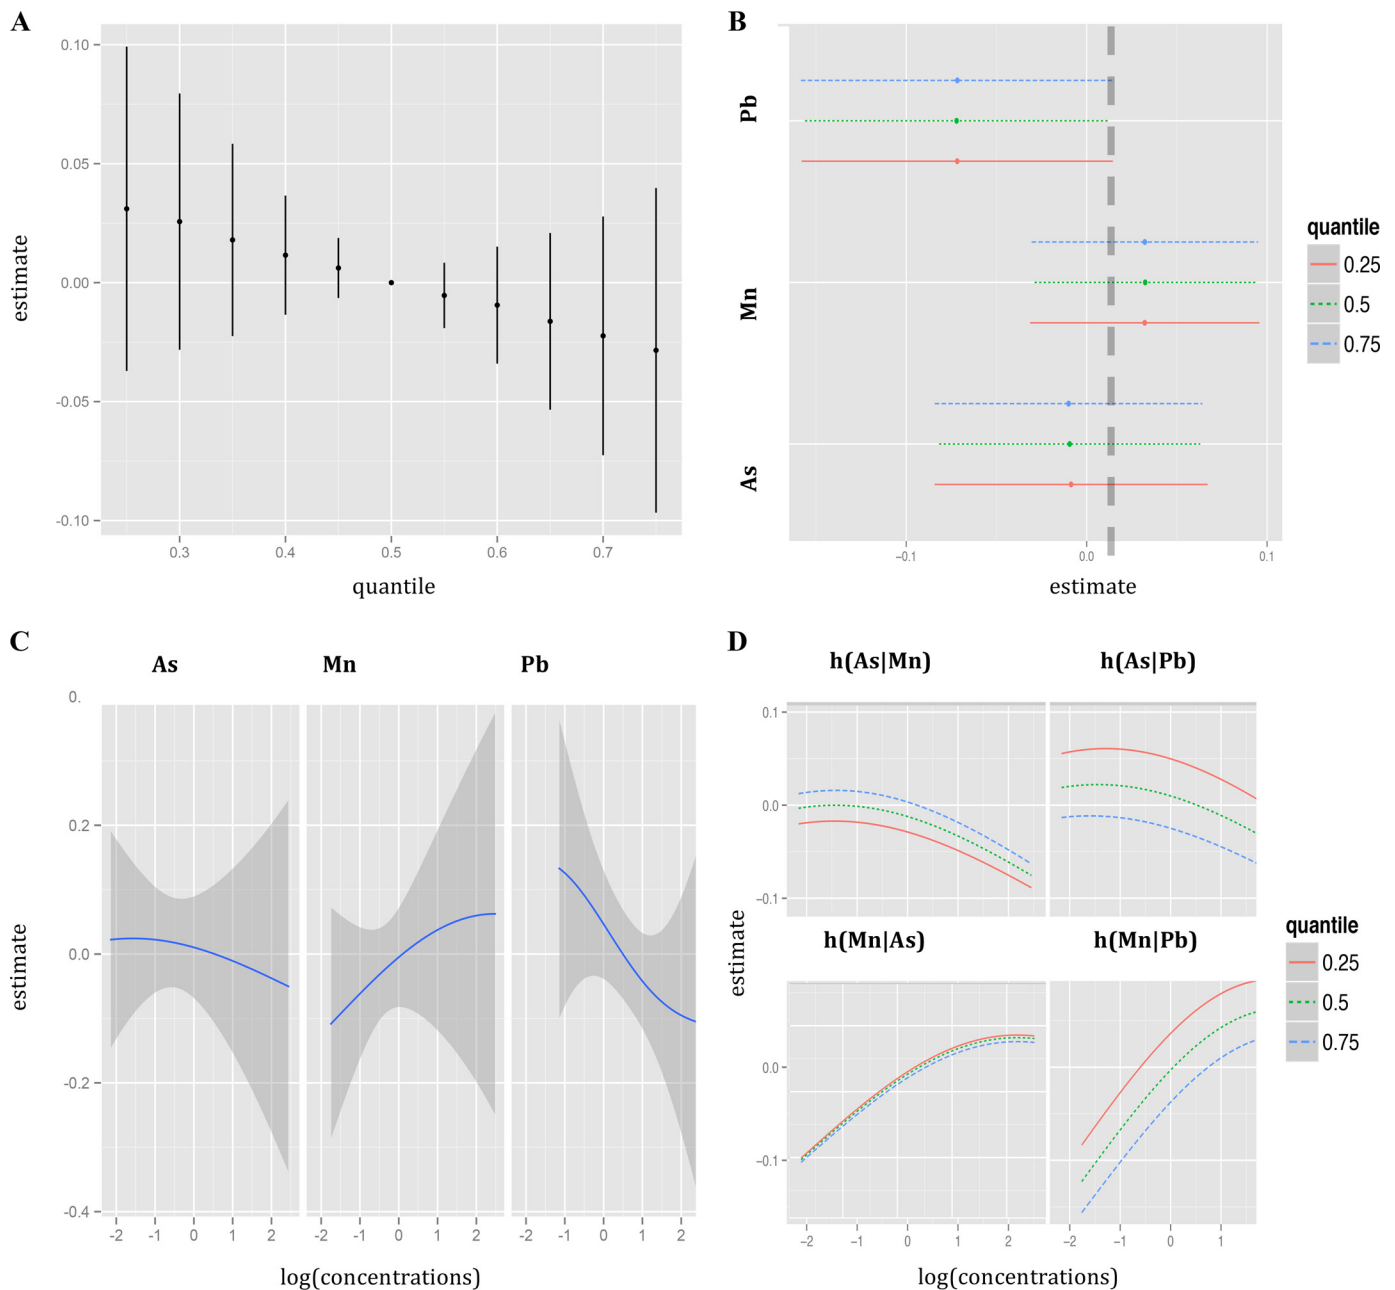 A
0.10
0.05
0.00
-0.05
-0.10
estimate
0.3 0.4 0.5 0.6 0.7
quantile
B
Pb
Mn
As
−0.1 0.0 0.1
estimate
quantile
0.25
0.5
0.75
C
As Mn Pb
0.
0.2
0.0
-0.2
-0.4
estimate
-2 -1 0 1 2 -2 -1 0 1 2 -2 -1 0 1 2
log(concentrations)
D
h(As|Mn) h(As|Pb)
0.1
0.0
−0.1
h(Mn|As) h(Mn|Pb)
0.0
−0.1
estimate
−2 −1 0 1 2 −2 −1 0 1
log(concentrations)
quantile
0.25
0.5
0.75